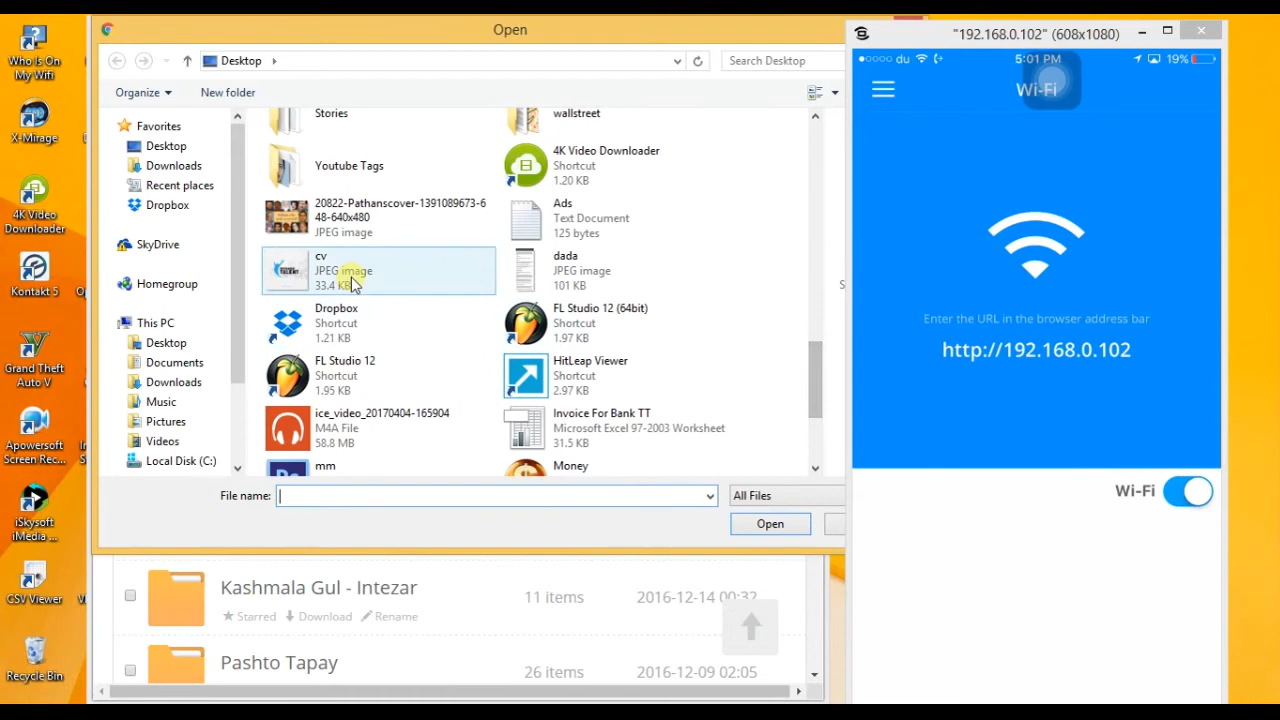 Who Is On
My Wifi
X-Mirage
4K Video
Downloader
Kontakt 5
Grand Theft
Auto V
Apowersoft
Screen Rec...
iSkysoft
iMedia ...
CSV Viewer
Recycle Bin
Open
Desktop
Search Desktop
Organize
New folder
Favorites
Desktop
Downloads
Recent places
Dropbox
SkyDrive
Homegroup
This PC
Desktop
Documents
Downloads
Music
Pictures
Videos
Local Disk (C:)
Stories
wallstreet
Youtube Tags
4K Video Downloader
Shortcut
1.20 KB
20822-Pathanscover-1391089673-6
48-640x480
JPEG image
Ads
Text Document
125 bytes
cv
JPEG image
33.4 KB
dada
JPEG image
101 KB
Dropbox
Shortcut
1.21 KB
FL Studio 12 (64bit)
Shortcut
1.97 KB
FL Studio 12
Shortcut
1.95 KB
HitLeap Viewer
Shortcut
2.97 KB
ice_video_20170404-165904
M4A File
58.8 MB
Invoice For Bank TT
Microsoft Excel 97-2003 Worksheet
31.5 KB
mm
Money
File name:
All Files
Open
Kashmala Gul - Intezar
11 items
2016-12-14 00:32
Starred
Download
Rename
Pashto Tapay
26 items
2016-12-09 02:05
"192.168.0.102" (608x1080)
du
5:01 PM
19%
Wi-Fi
Enter the URL in the browser address bar
http://192.168.0.102
Wi-Fi